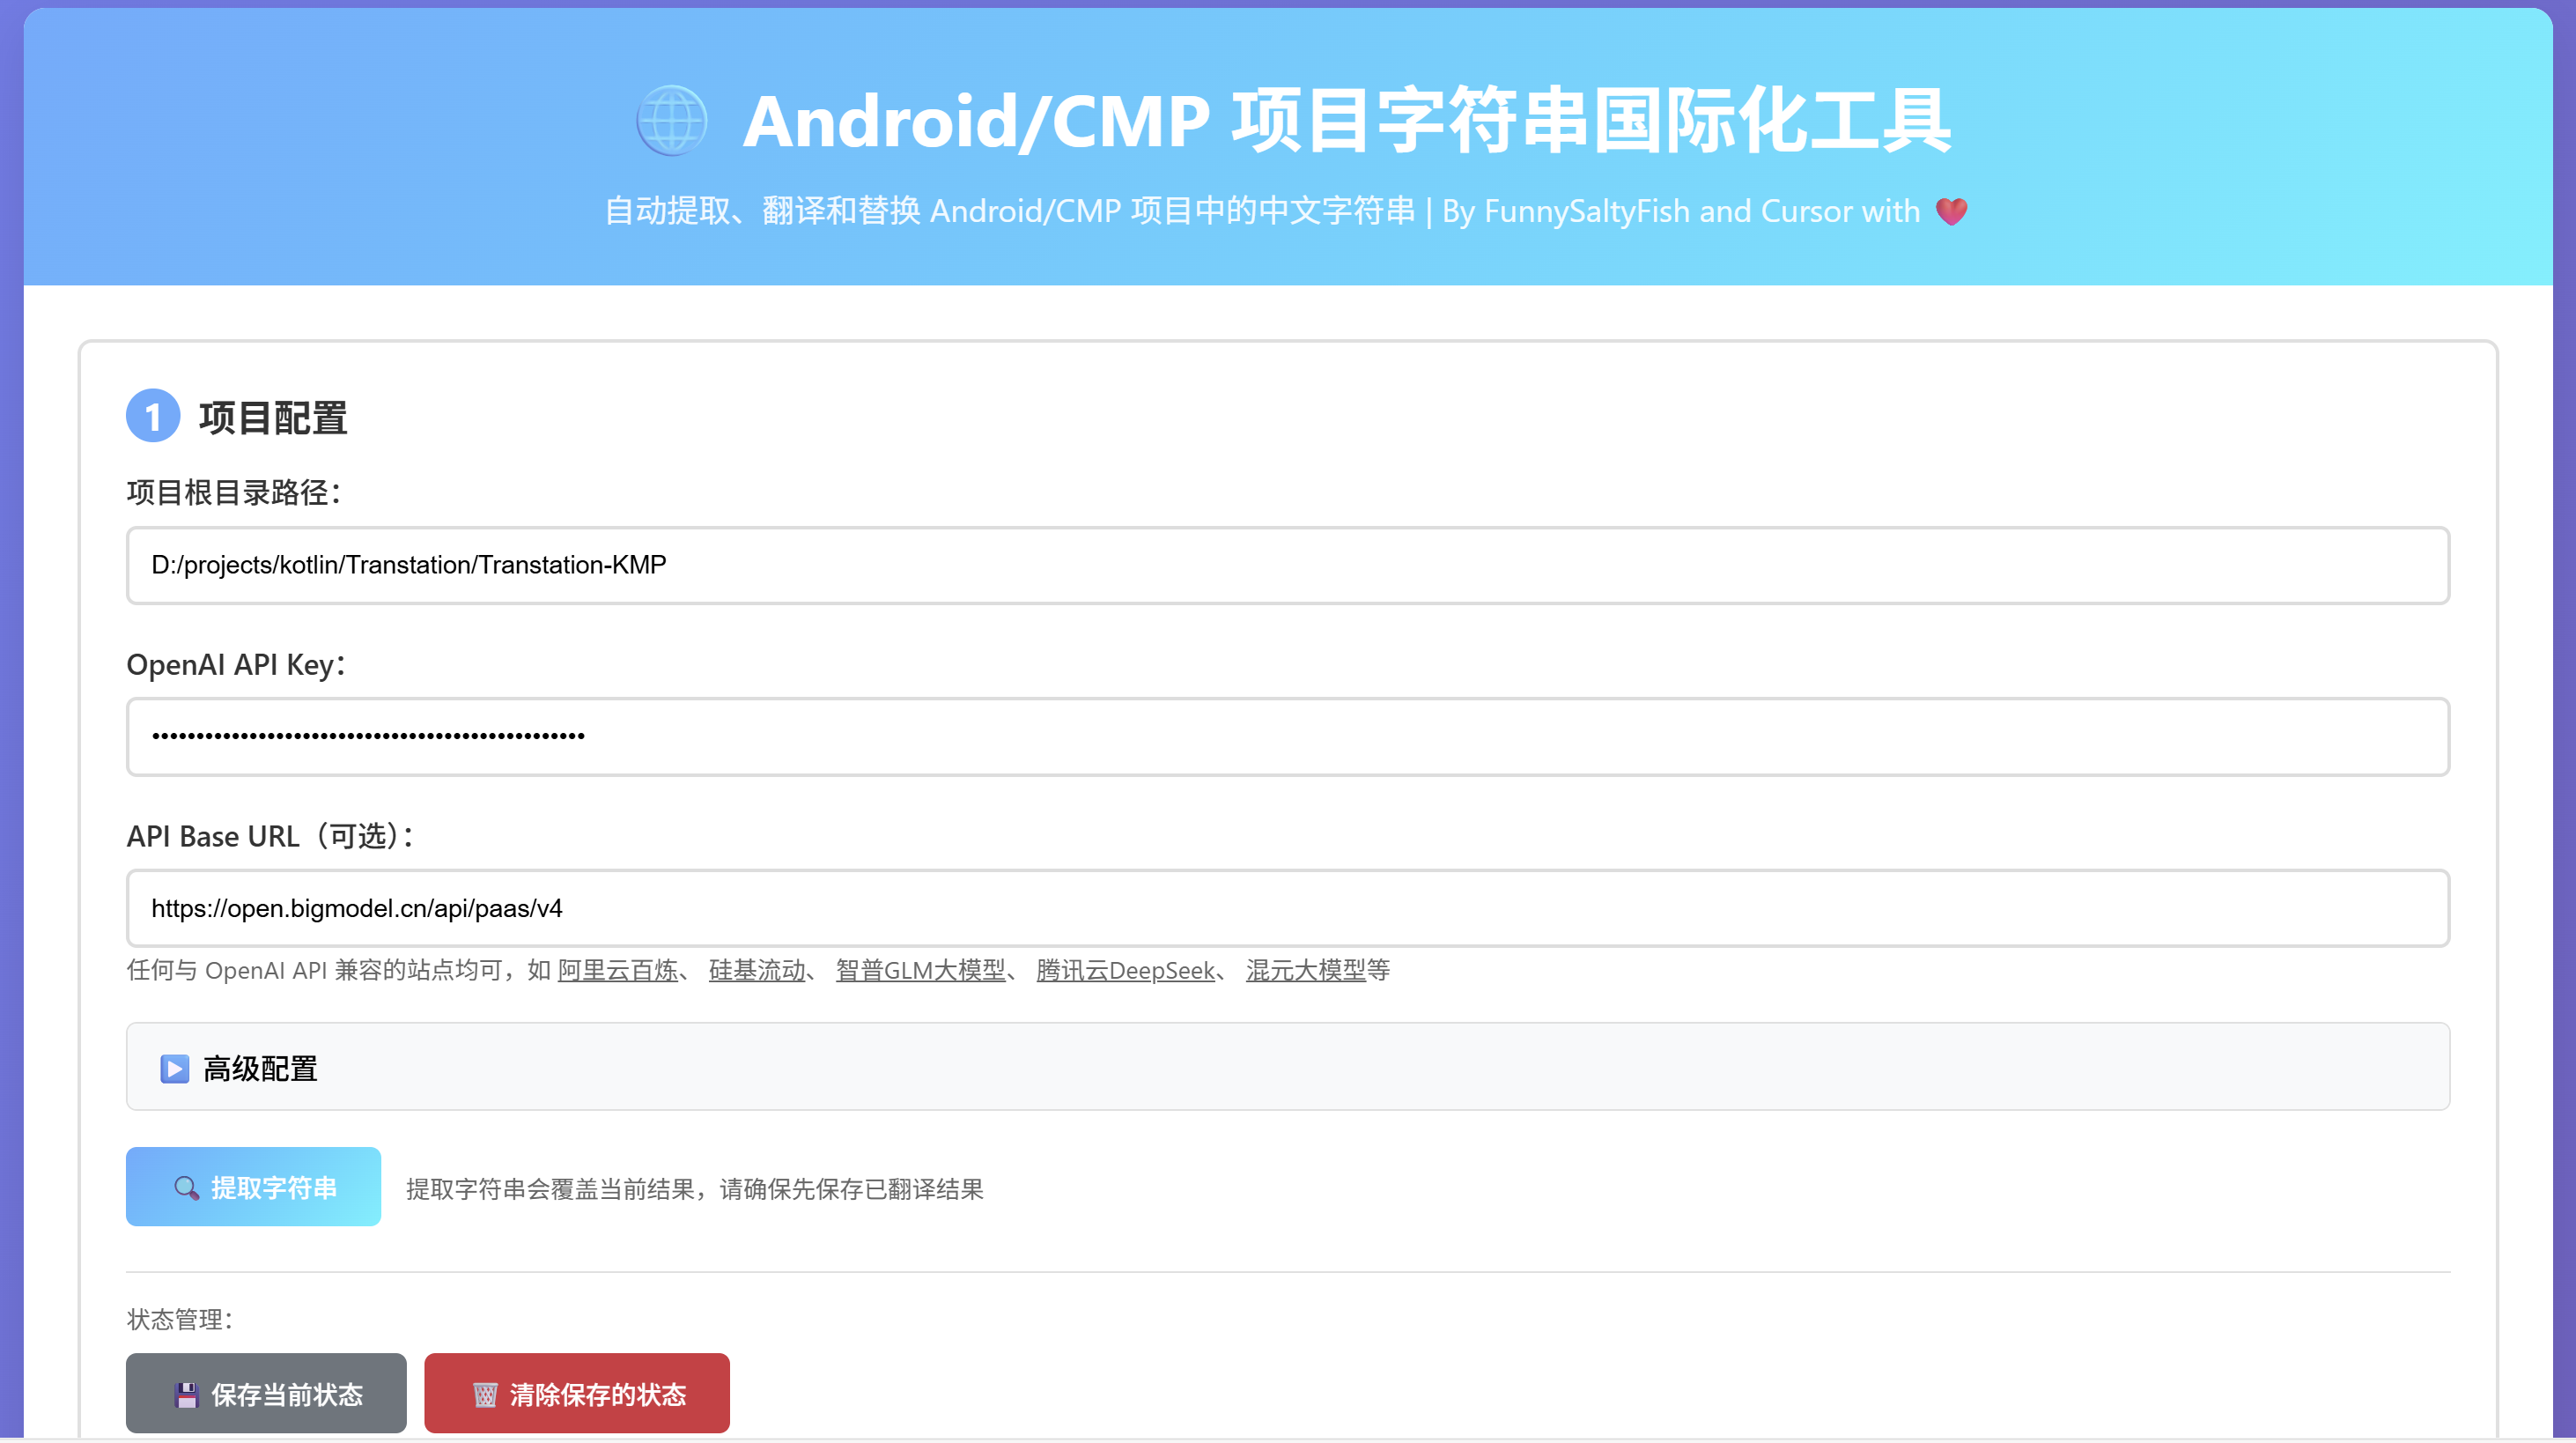 Android/CMP 项目字符串国际化工具
自动提取、翻译和替换 Android/CMP 项目中的中文字符串 | By FunnySaltyFish and Cursor with
1 项目配置
项目根目录路径：
D:/projects/kotlin/Transtation/Transtation-KMP
OpenAI API Key：
API Base URL（可选）：
https://open.bigmodel.cn/api/paas/v4
任何与 OpenAI API 兼容的站点均可，如 阿里云百炼、 硅基流动、 智普GLM大模型、 腾讯云DeepSeek、 混元大模型等
高级配置
提取字符串 提取字符串会覆盖当前结果，请确保先保存已翻译结果
状态管理：
保存当前状态 清除保存的状态